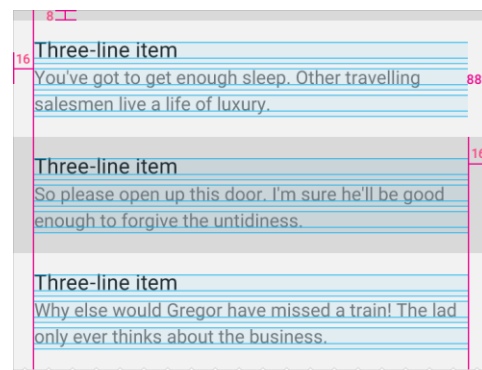 8
Three-line item
16
You've got to get enough sleep. Other travelling
88
salesmen live a life of luxury.
Three-line item
16
So please open up this door. I'm sure he'll be good
enough to forgive the untidiness.
Three-line item
Why else would Gregor have missed a train! The lad
only ever thinks about the business.